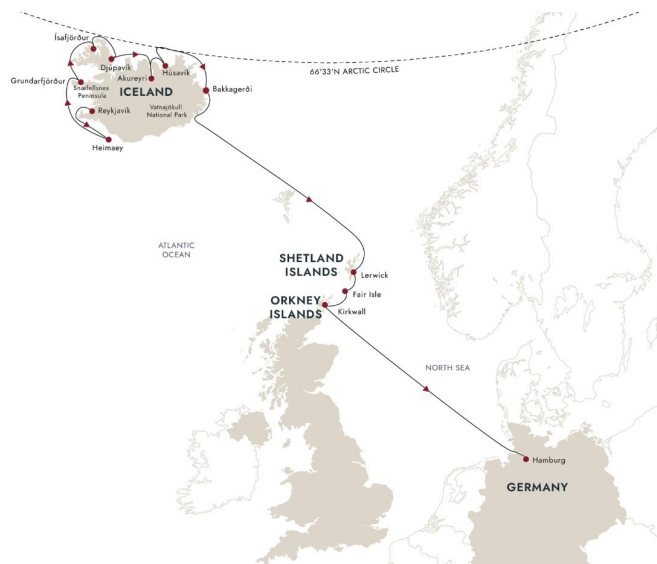 Ísafjörður
Djúpavík
Húsavík
66°33'N ARCTIC CIRCLE
Grundarfjörður
Snæfellsnes
Peninsula
Akureyri
ICELAND
Bakkagerði
Vatnajökull
National Park
Reykjavík
Heimaey
ATLANTIC
OCEAN
SHETLAND
ISLANDS
Lerwick
Fair Isle
ORKNEY
ISLANDS
Kirkwall
NORTH SEA
Hamburg
GERMANY